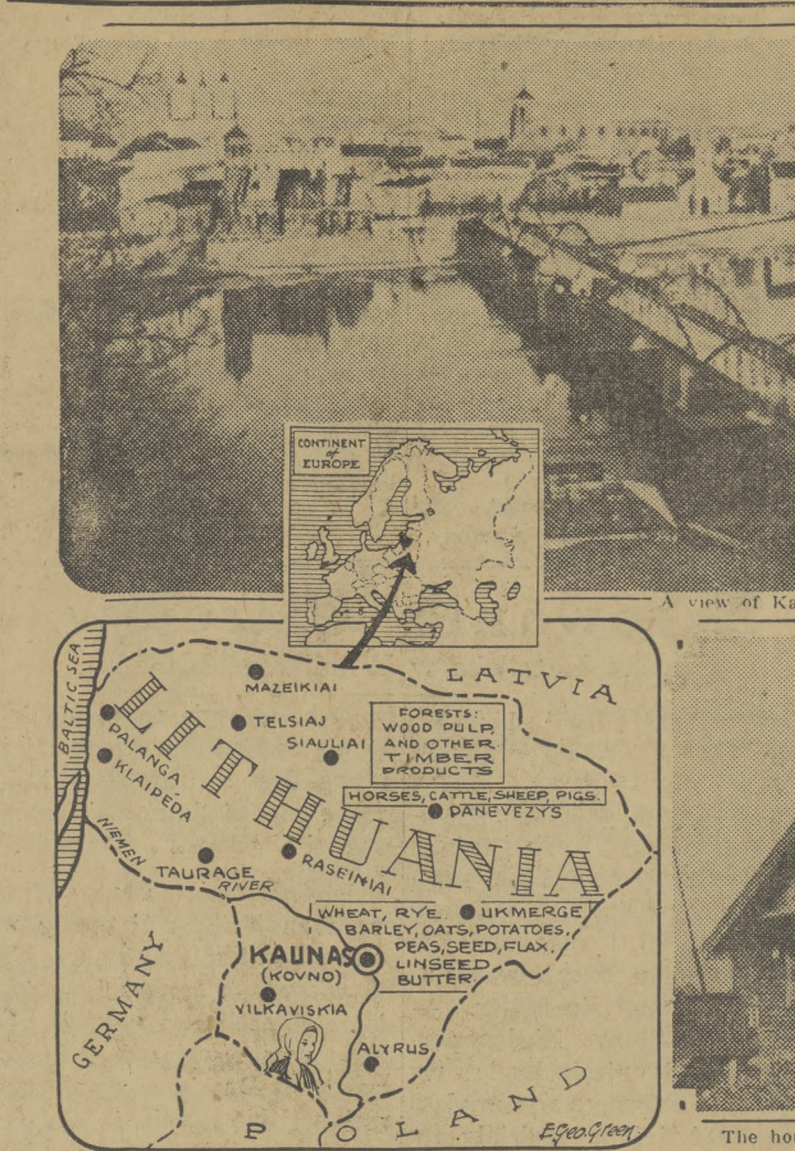 CONTINENT
of
EUROPE
A view of Ka
BALTIC SEA
LATVIA
MAZEIKIAI
LITHUANIA
PALANGA
TELSIAJ
SIAULIAI
KLAIPEDA
FORESTS:
WOOD PULP,
AND OTHER
TIMBER
PRODUCTS
HORSES, CATTLE, SHEEP, PIGS.
PANEVEZYS
NIEMEN
RIVER
TAURAGE
RASEINIAI
WHEAT, RYE.
UKMERGE
BARLEY, OATS, POTATOES,
PEAS, SEED, FLAX.
LINSEED
BUTTER.
KAUNAS
(KOVNO)
VILKAVISKIA
GERMANY
ALYRUS
POLAND
E.Geo.Green.
The hou